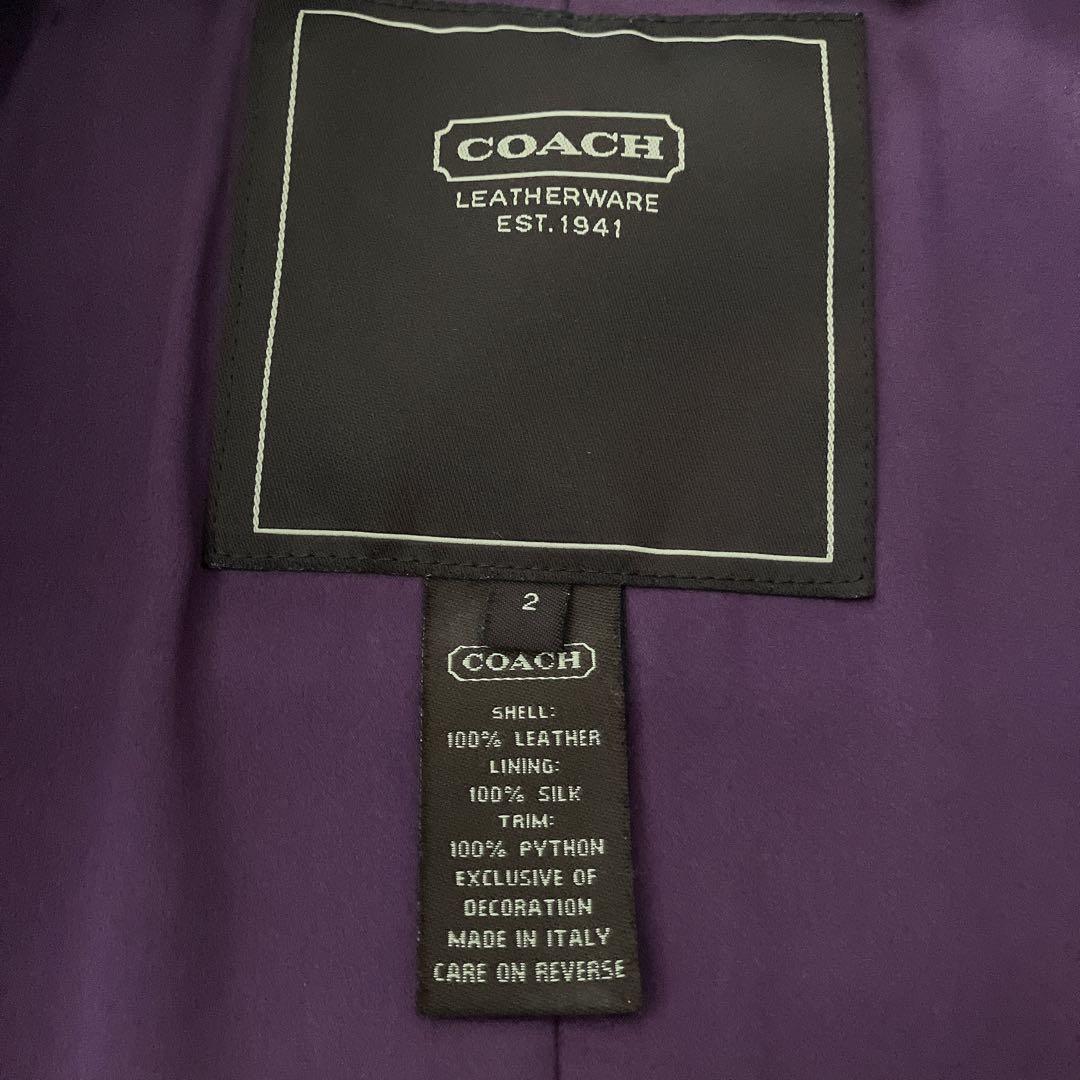 COACH
LEATHERWARE
EST.1941
2
COACH
SHELL:
100% LEATHER
LINING:
100% SILK
TRIM:
100% PYTHON
EXCLUSIVE OF
DECORATION
MADE IN ITALY
CARE ON REVERSE